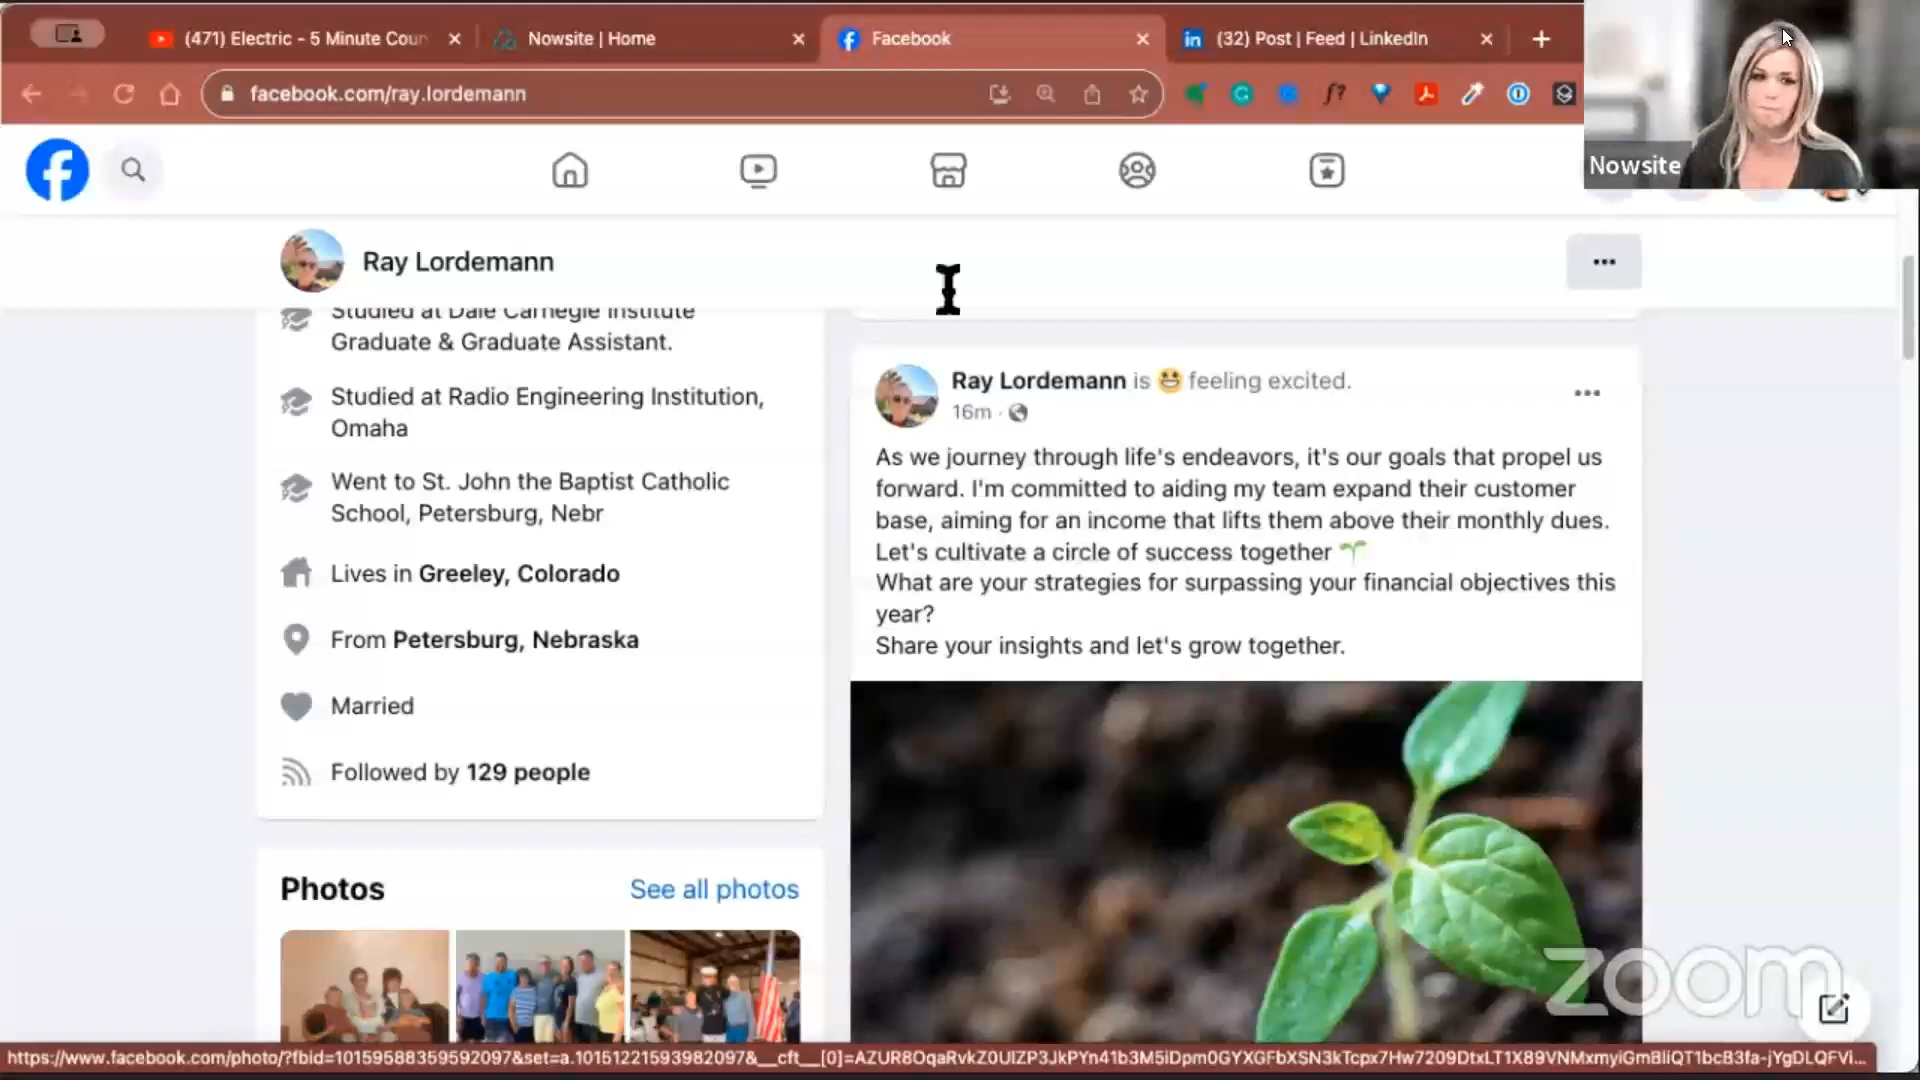 (471) Electric - 5 Minute Coun
Nowsite | Home
Facebook
(32) Post | Feed | LinkedIn
facebook.com/ray.lordemann
Nowsite
Ray Lordemann
Studied at Dale Carnegie Institute
Graduate & Graduate Assistant.
Studied at Radio Engineering Institution,
Omaha
Went to St. John the Baptist Catholic
School, Petersburg, Nebr
Lives in Greeley, Colorado
From Petersburg, Nebraska
Married
Followed by 129 people
Photos
See all photos
Ray Lordemann is 😀 feeling excited.
16m ·
As we journey through life's endeavors, it's our goals that propel us
forward. I'm committed to aiding my team expand their customer
base, aiming for an income that lifts them above their monthly dues.
Let's cultivate a circle of success together 🌱
What are your strategies for surpassing your financial objectives this
year?
Share your insights and let's grow together.
zoom